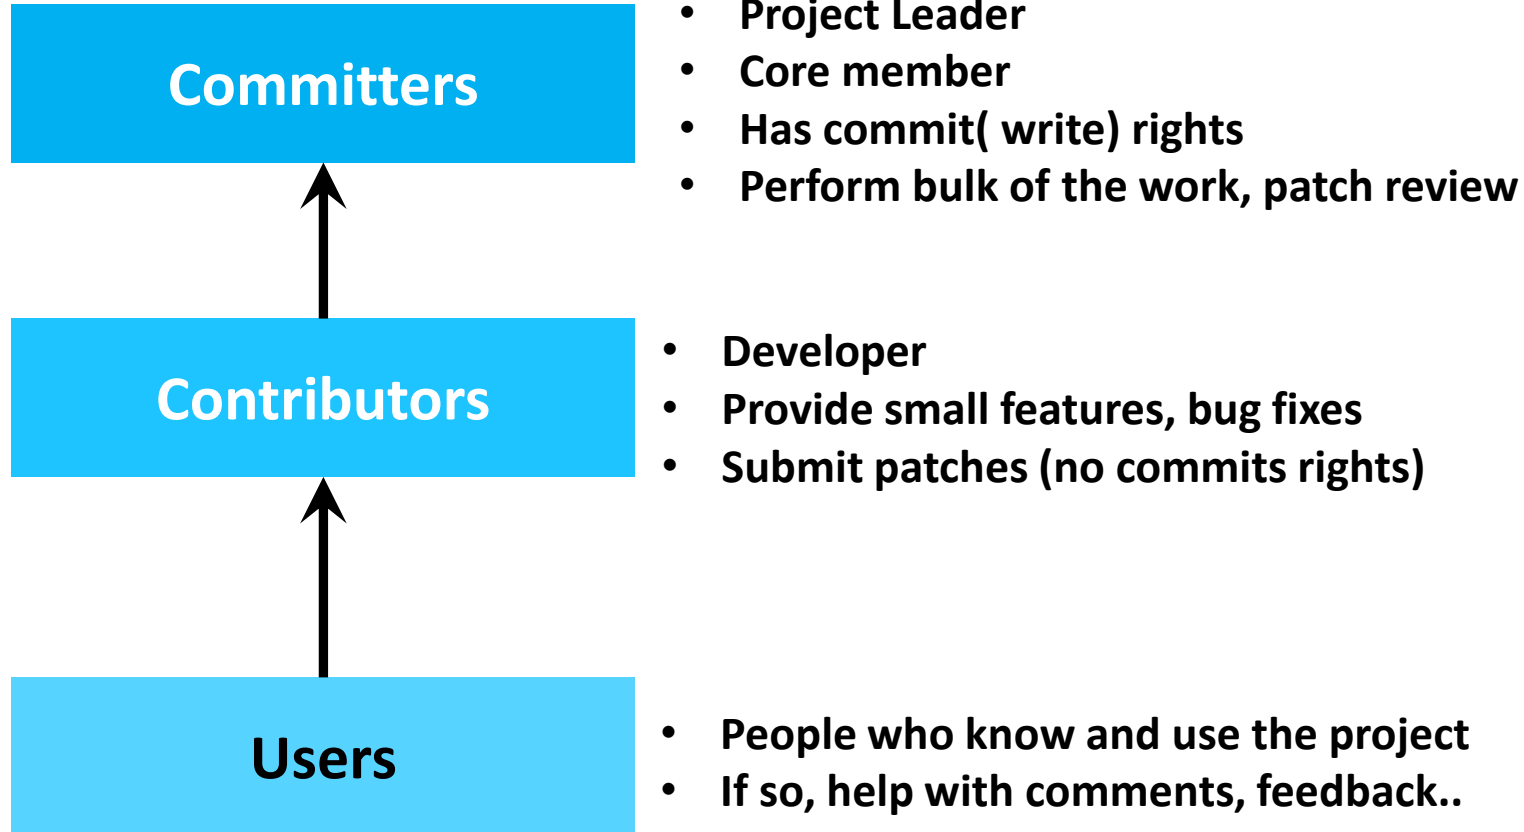 Committers
• Project Leader
• Core member
• Has commit( write) rights
• Perform bulk of the work, patch review
Contributors
• Developer
• Provide small features, bug fixes
• Submit patches (no commits rights)
Users
• People who know and use the project
• If so, help with comments, feedback..